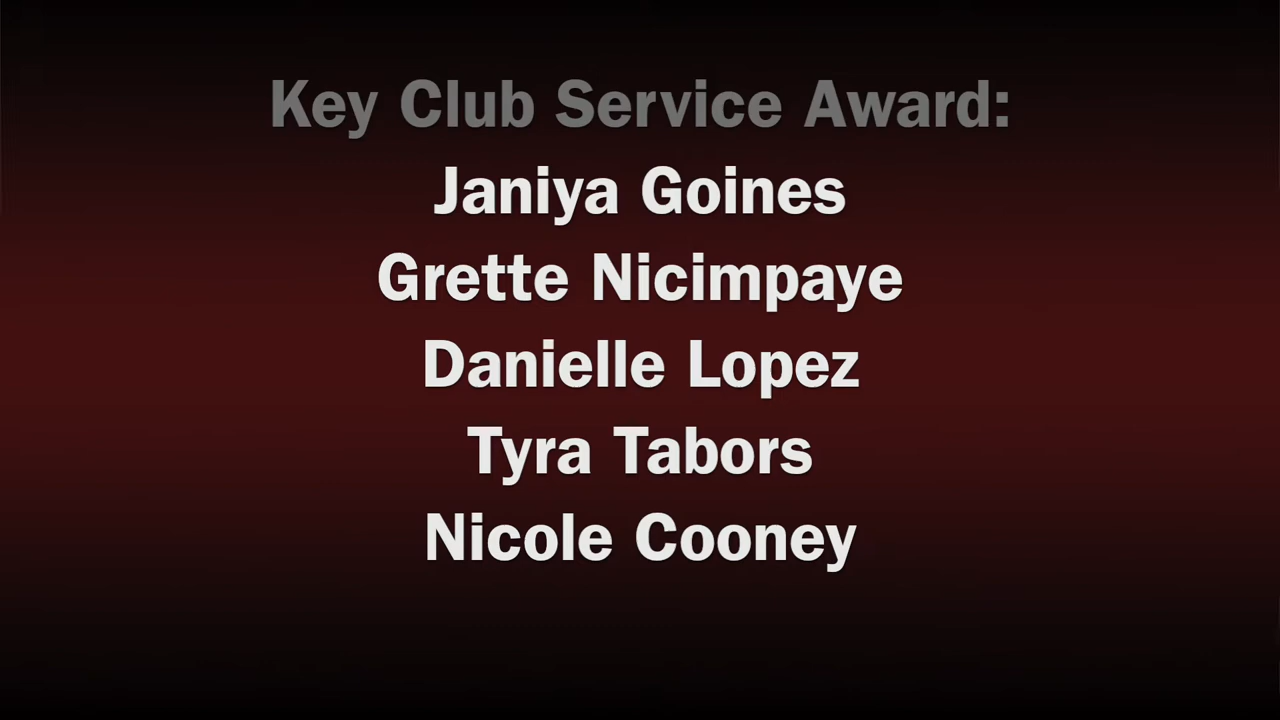 Key Club Service Award:
Janiya Goines
Grette Nicimpaye
Danielle Lopez
Tyra Tabors
Nicole Cooney